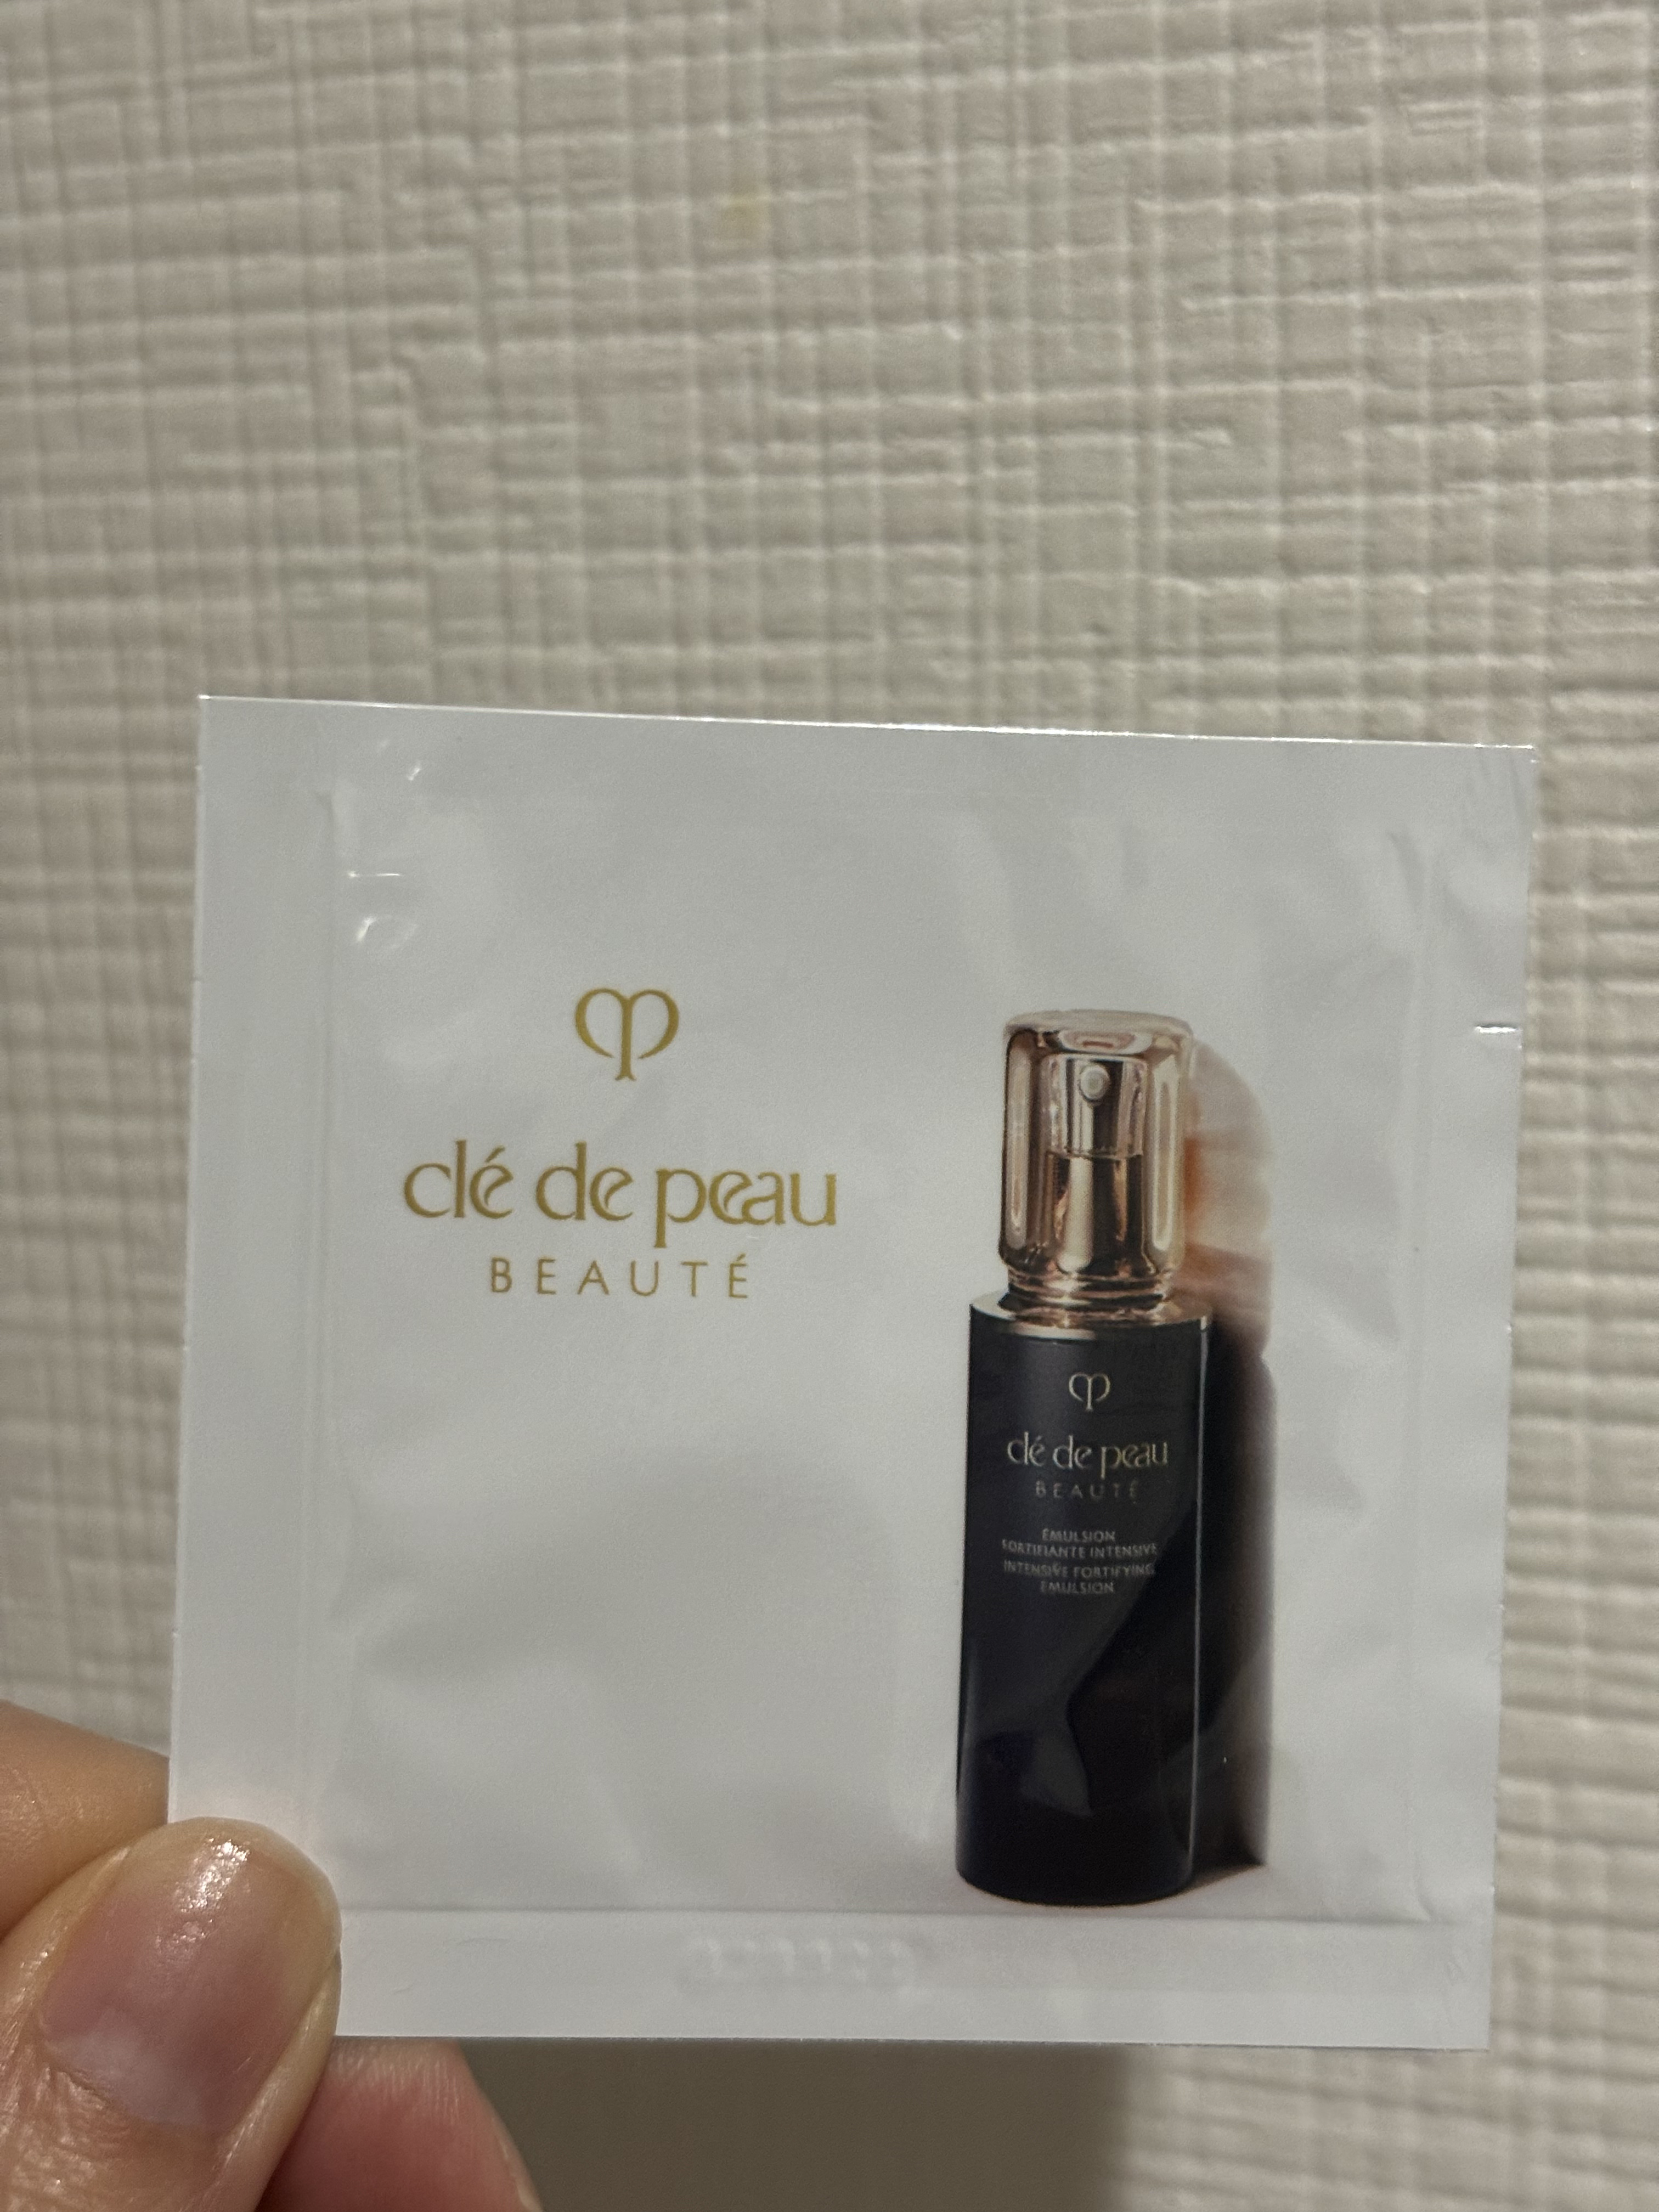 clé de peau
BEAUTÉ
clé de peau
BEAUTÉ
ÉMULSION
FORTIFIANTE INTENSIVE
INTENSIVE FORTIFYING
EMULSION